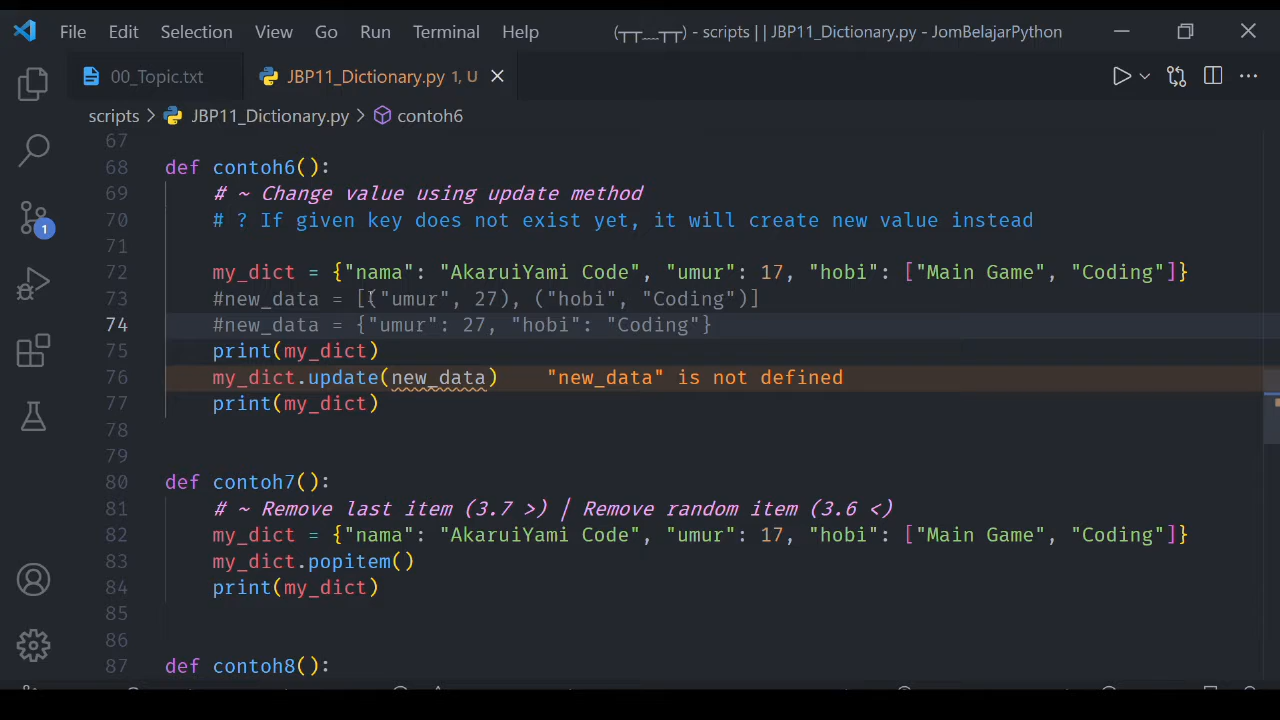 File Edit Selection View Go Run Terminal Help (┬┬﹏┬┬) - scripts || JBP11_Dictionary.py - JomBelajarPython
00_Topic.txt JBP11_Dictionary.py 1, U
scripts > JBP11_Dictionary.py > contoh6
67
68 def contoh6():
69 # ~ Change value using update method
70 # ? If given key does not exist yet, it will create new value instead
71
72 my_dict = {"nama": "AkaruiYami Code", "umur": 17, "hobi": ["Main Game", "Coding"]}
73 #new_data = [("umur", 27), ("hobi", "Coding")]
74 #new_data = {"umur": 27, "hobi": "Coding"}
75 print(my_dict)
76 my_dict.update(new_data) "new_data" is not defined
77 print(my_dict)
78
79
80 def contoh7():
81 # ~ Remove last item (3.7 >) | Remove random item (3.6 <)
82 my_dict = {"nama": "AkaruiYami Code", "umur": 17, "hobi": ["Main Game", "Coding"]}
83 my_dict.popitem()
84 print(my_dict)
85
86
87 def contoh8():
1